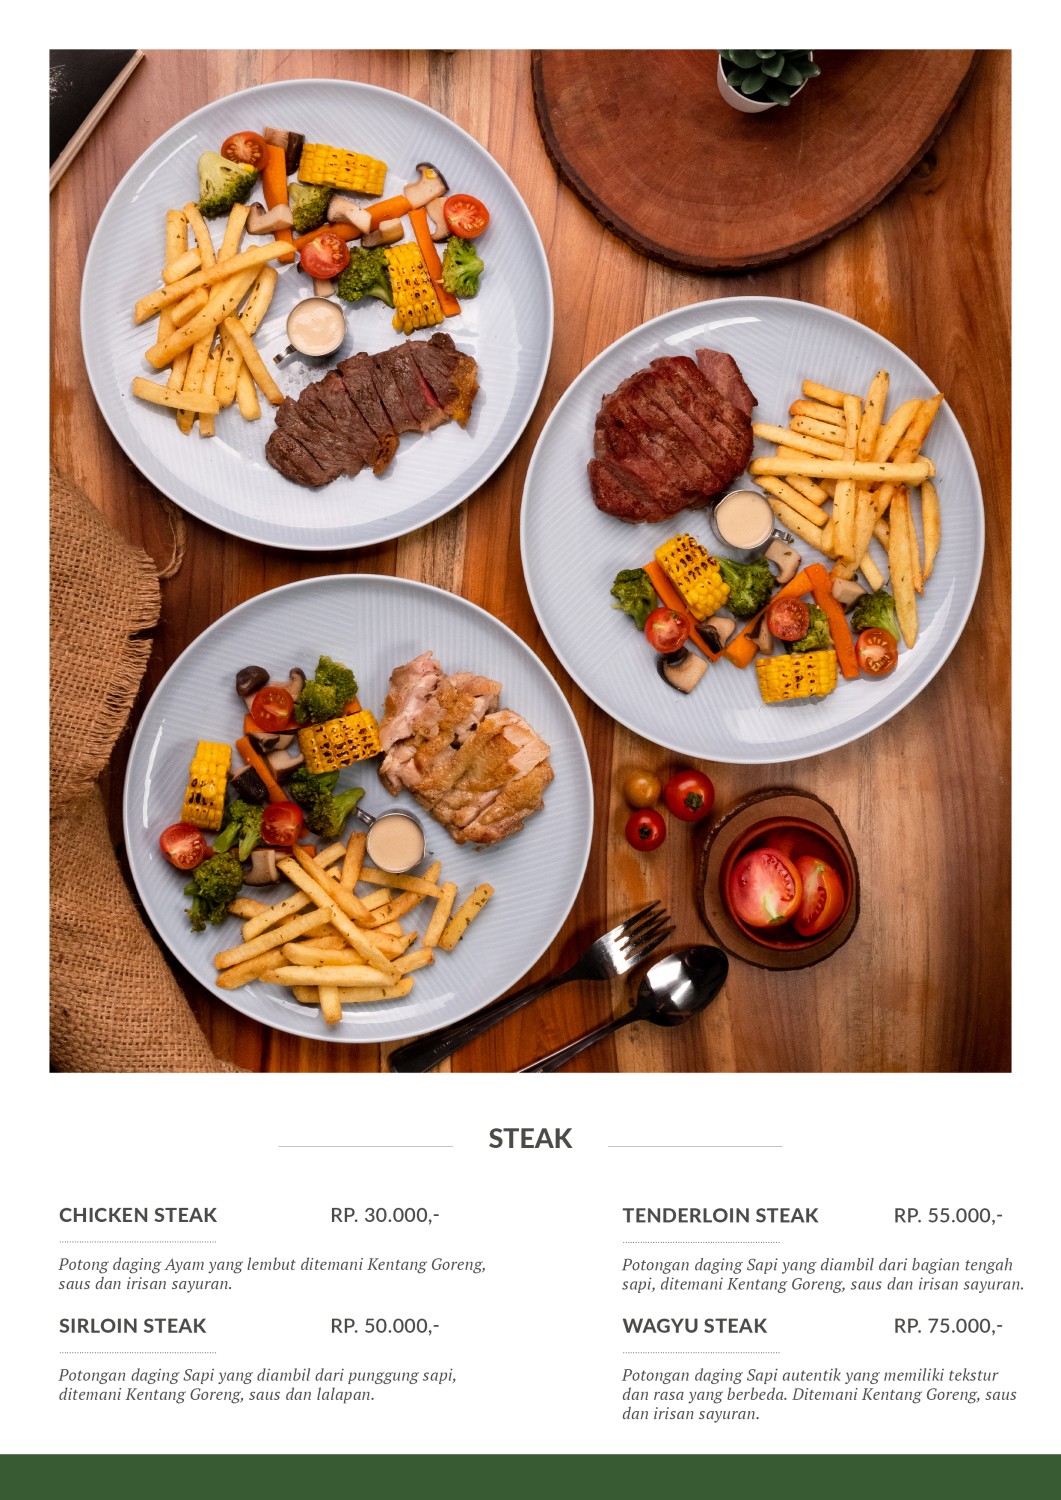 STEAK
CHICKEN STEAK RP. 30.000,-
Potong daging Ayam yang lembut ditemani Kentang Goreng,
saus dan irisan sayuran.
SIRLOIN STEAK RP. 50.000,-
Potongan daging Sapi yang diambil dari punggung sapi,
ditemani Kentang Goreng, saus dan lalapan.
TENDERLOIN STEAK RP. 55.000,-
Potongan daging Sapi yang diambil dari bagian tengah
sapi, ditemani Kentang Goreng, saus dan irisan sayuran.
WAGYU STEAK RP. 75.000,-
Potongan daging Sapi autentik yang memiliki tekstur
dan rasa yang berbeda. Ditemani Kentang Goreng, saus
dan irisan sayuran.